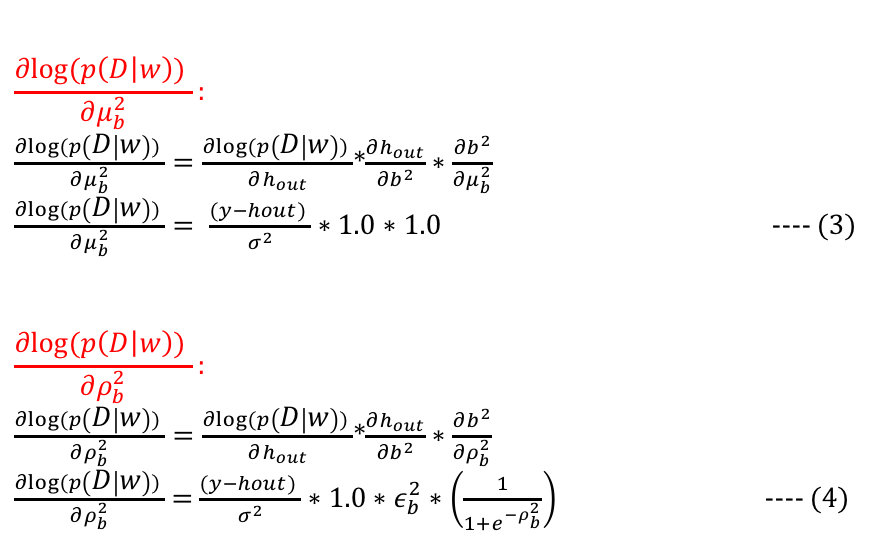 ∂log(p(D|w))/∂μ_b^2 :
∂log(p(D|w))/∂μ_b^2 = ∂log(p(D|w))/∂h_out * ∂h_out/∂b^2 * ∂b^2/∂μ_b^2
∂log(p(D|w))/∂μ_b^2 = (y−hout)/σ^2 * 1.0 * 1.0 ---- (3)
∂log(p(D|w))/∂ρ_b^2 :
∂log(p(D|w))/∂ρ_b^2 = ∂log(p(D|w))/∂h_out * ∂h_out/∂b^2 * ∂b^2/∂ρ_b^2
∂log(p(D|w))/∂ρ_b^2 = (y−hout)/σ^2 * 1.0 * ϵ_b^2 * (1/(1+e^(−ρ_b^2))) ---- (4)